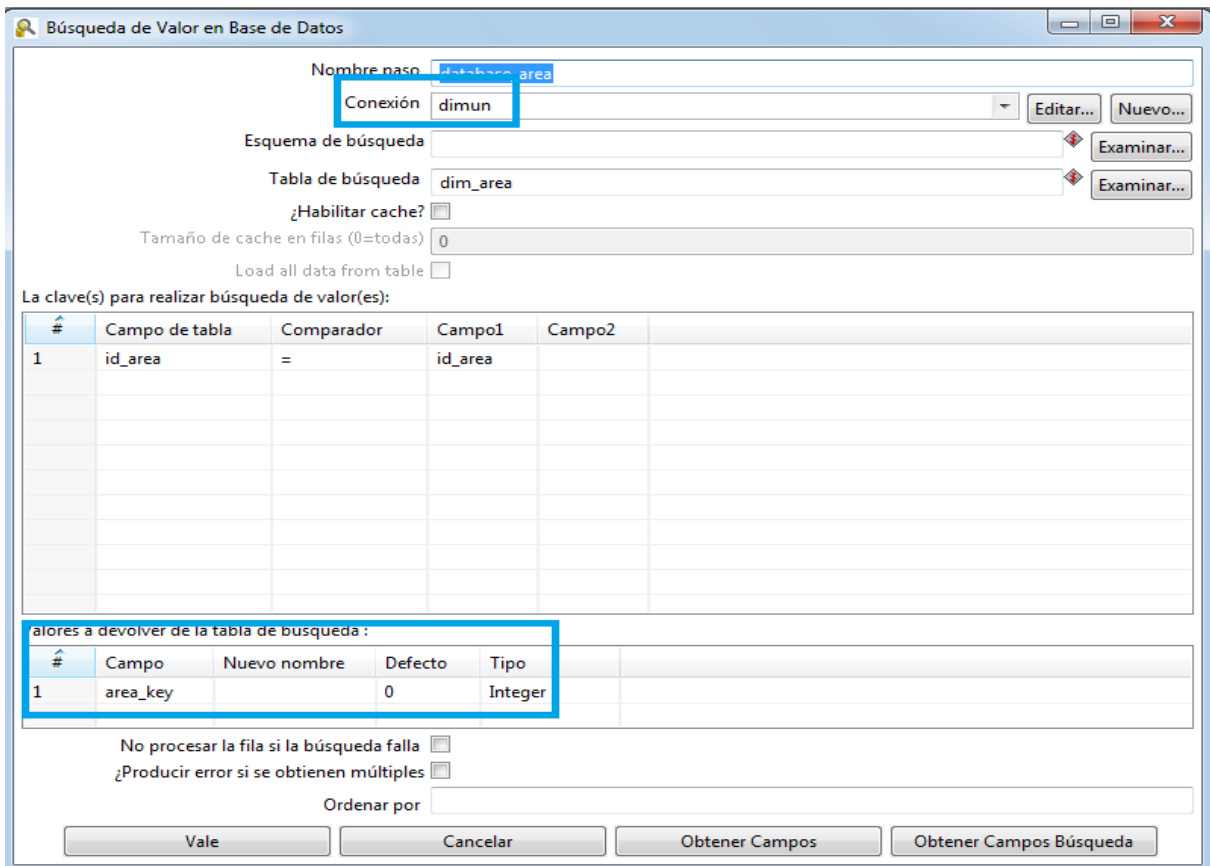 Búsqueda de Valor en Base de Datos
Nombre paso database_area
Conexión dimun Editar... Nuevo...
Esquema de búsqueda Examinar...
Tabla de búsqueda dim_area Examinar...
¿Habilitar cache?
Tamaño de cache en filas (0=todas) 0
Load all data from table
La clave(s) para realizar búsqueda de valor(es):
# Campo de tabla Comparador Campo1 Campo2
1 id_area = id_area
Valores a devolver de la tabla de búsqueda :
# Campo Nuevo nombre Defecto Tipo
1 area_key 0 Integer
No procesar la fila si la búsqueda falla
¿Producir error si se obtienen múltiples
Ordenar por
Vale Cancelar Obtener Campos Obtener Campos Búsqueda